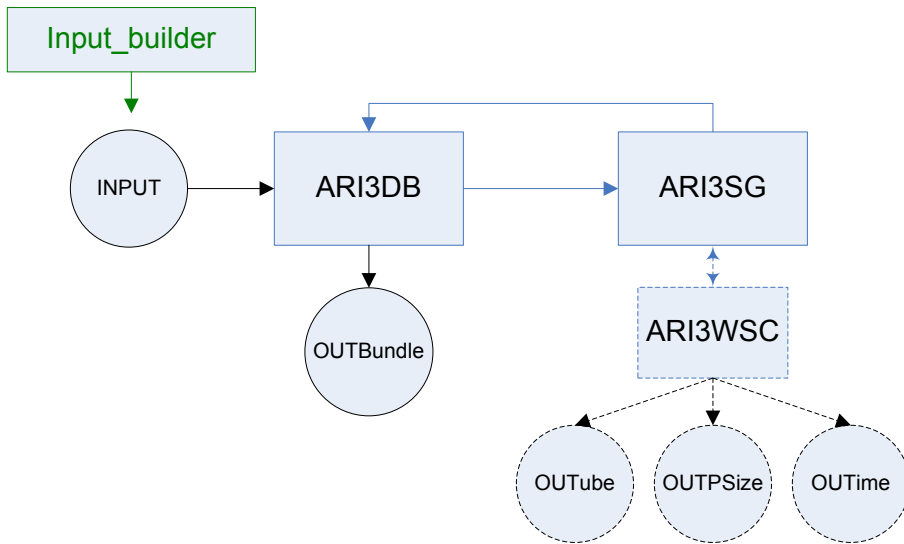 Input_builder
INPUT
ARI3DB
ARI3SG
OUTBundle
ARI3WSC
OUTube
OUTPSize
OUTime